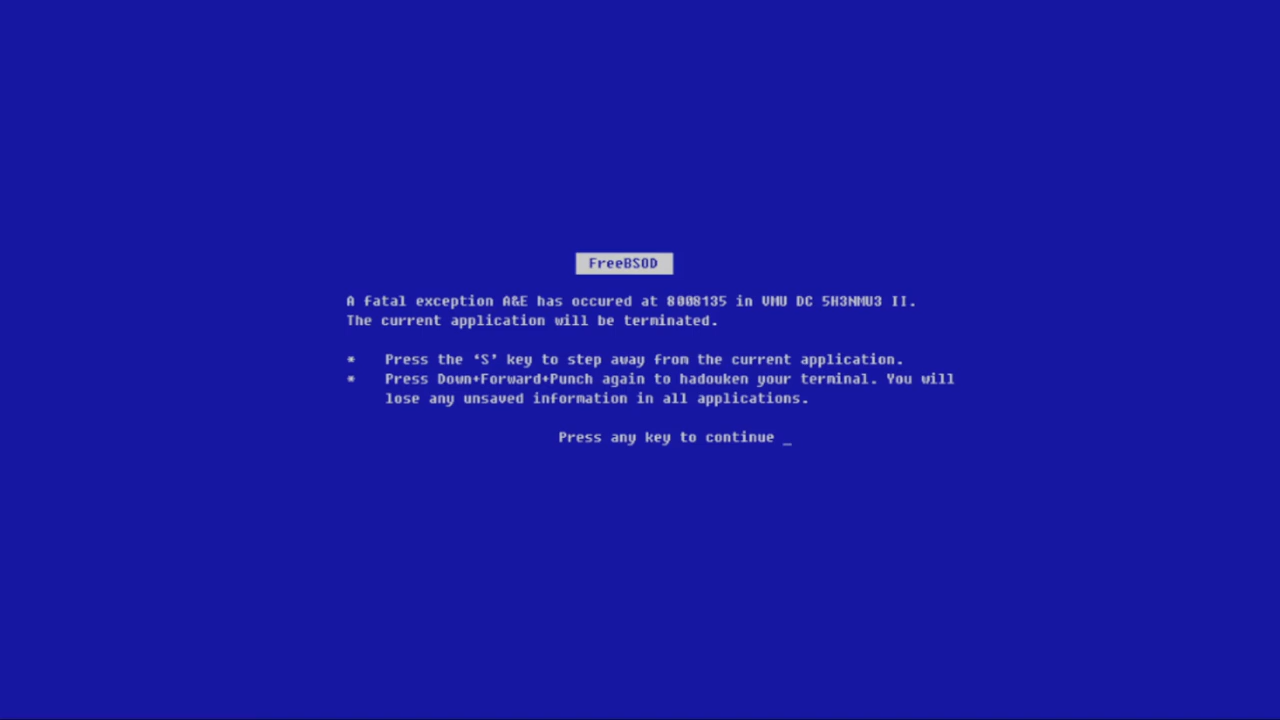 FreeBSOD
A fatal exception A&E has occured at 8008135 in VMU DC 5H3NMU3 II.
The current application will be terminated.
* Press the ‘S’ key to step away from the current application.
* Press Down+Forward+Punch again to hadouken your terminal. You will
lose any unsaved information in all applications.
Press any key to continue _